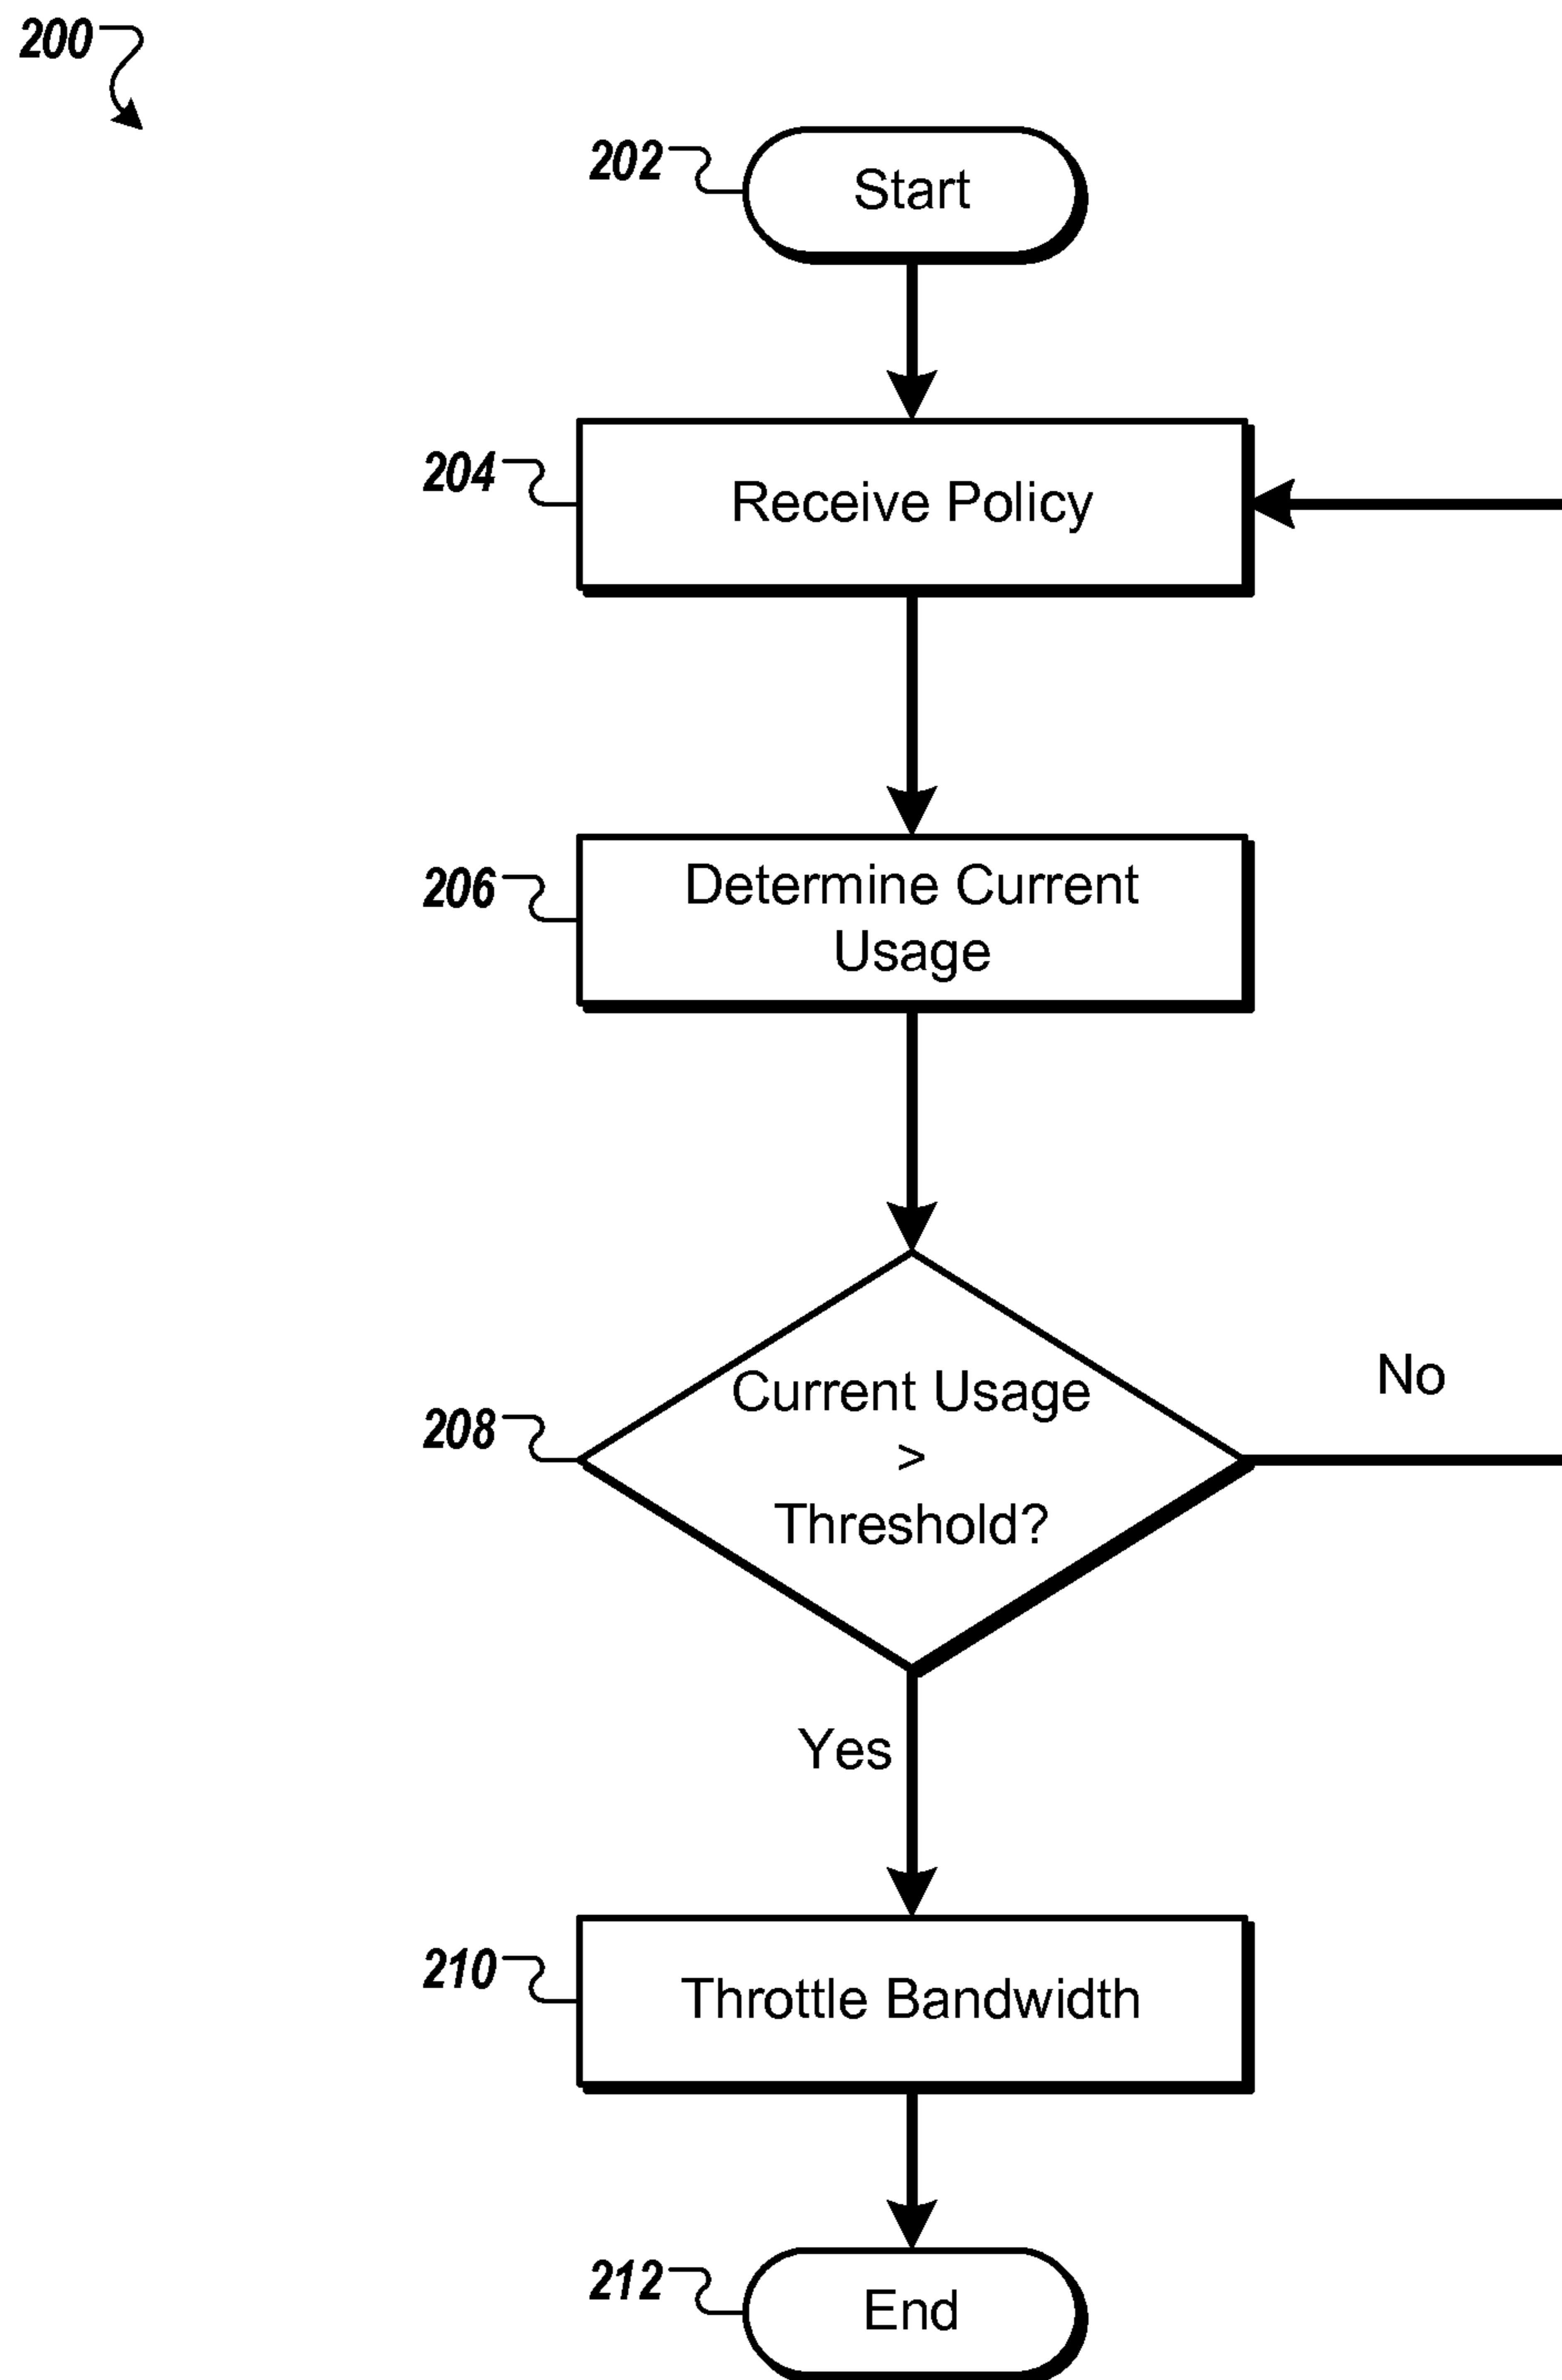 200
202
Start
204
Receive Policy
206
Determine Current
Usage
208
Current Usage
>
Threshold?
No
Yes
210
Throttle Bandwidth
212
End